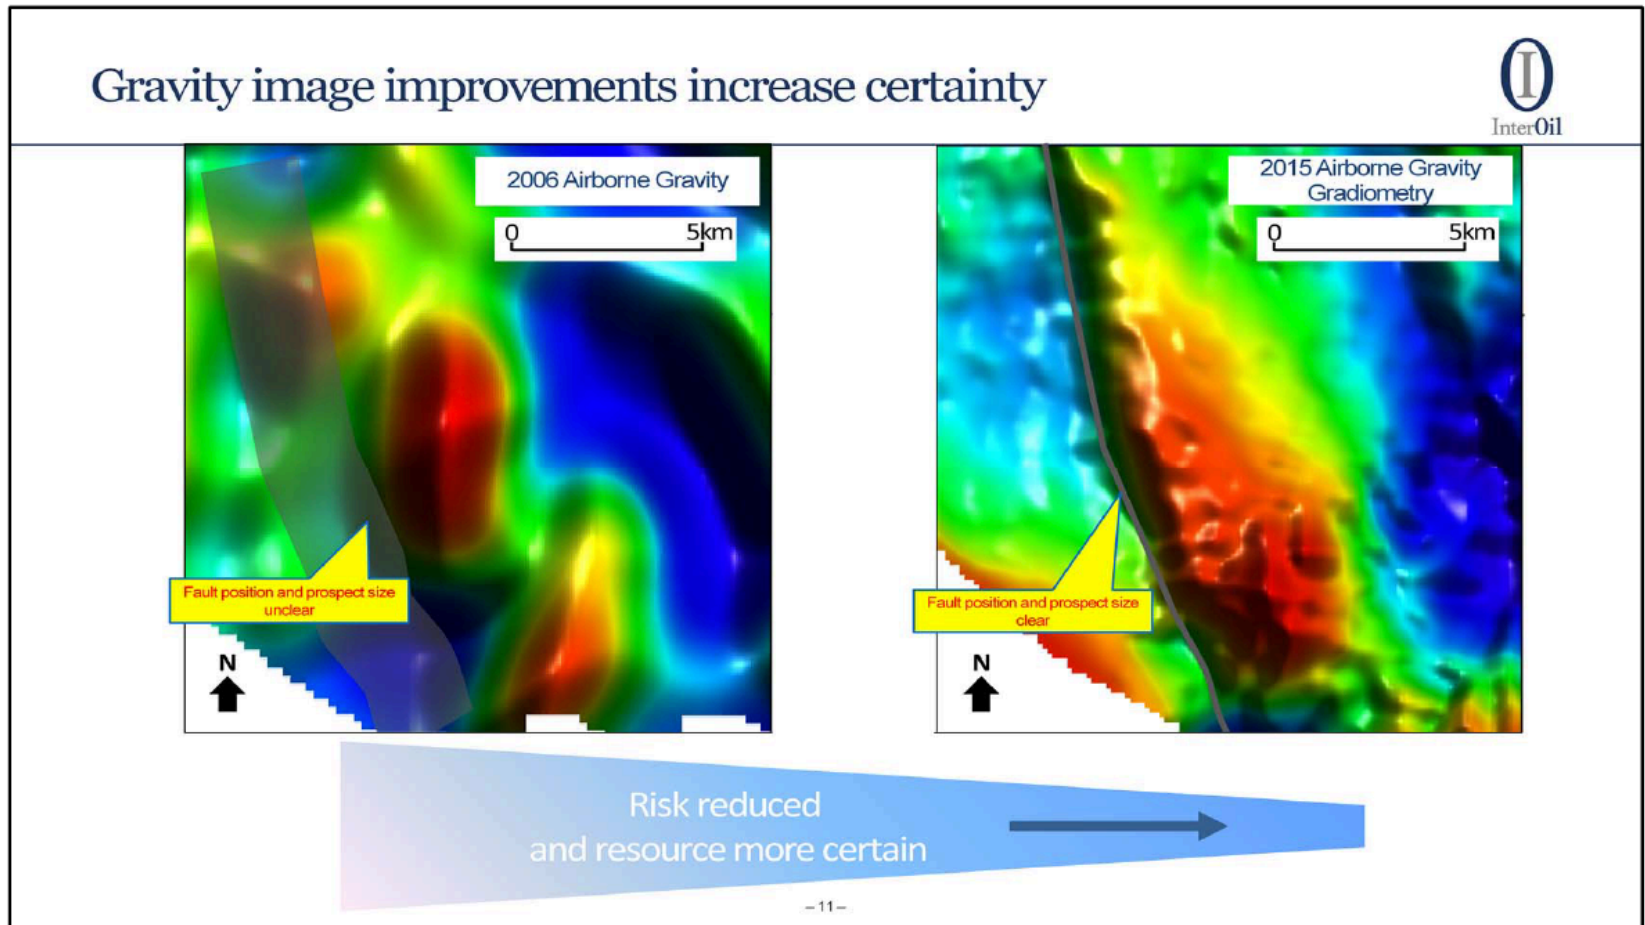 Gravity image improvements increase certainty
InterOil
2006 Airborne Gravity
0 5km
Fault position and prospect size
unclear
N
2015 Airborne Gravity
Gradiometry
0 5km
Fault position and prospect size
clear
N
Risk reduced
and resource more certain
– 11 –